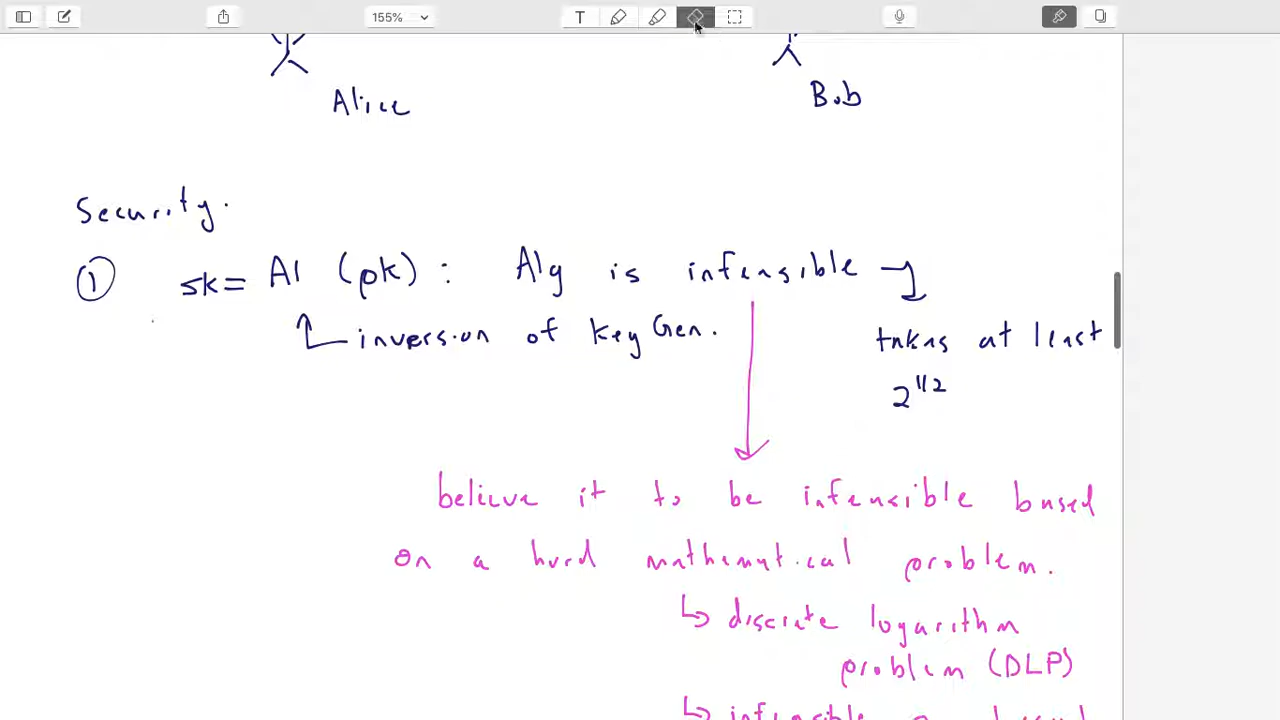 155%
T
Alice
Bob
Security.
① sk = Al (pk) : Alg is infeasible
inversion of KeyGen.
takes at least
2^112
believe it to be infeasible based
on a hard mathematical problem.
↳ discrete logarithm
problem (DLP)
↳ infeasible